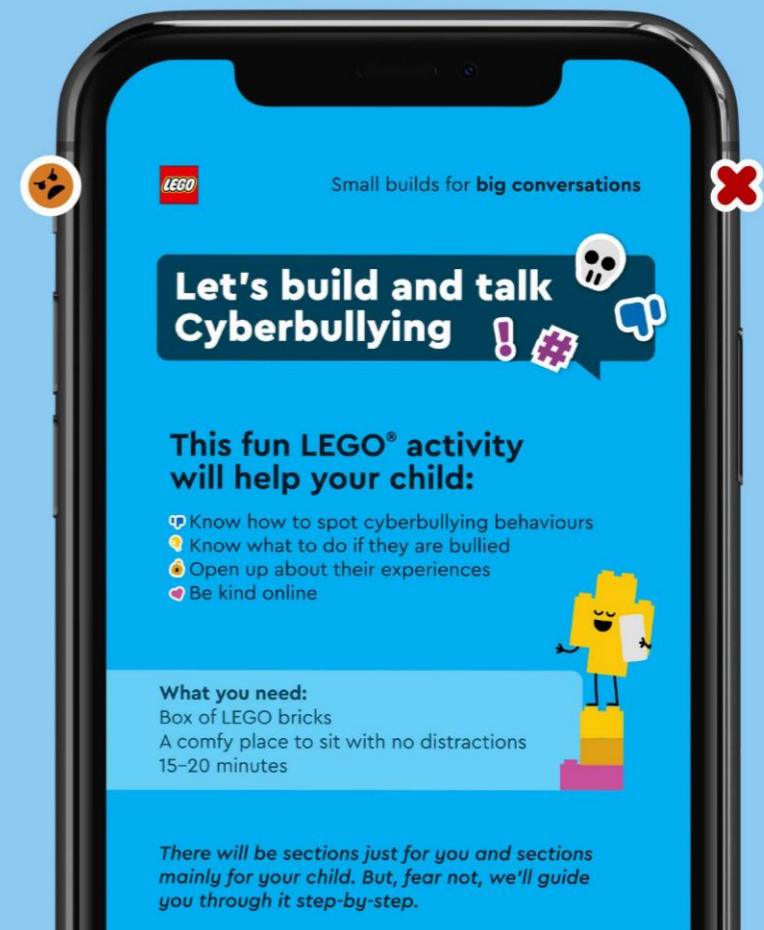 LEGO
Small builds for big conversations
Let's build and talk
Cyberbullying
! #
This fun LEGO® activity
will help your child:
Know how to spot cyberbullying behaviours
Know what to do if they are bullied
Open up about their experiences
Be kind online
What you need:
Box of LEGO bricks
A comfy place to sit with no distractions
15–20 minutes
There will be sections just for you and sections
mainly for your child. But, fear not, we'll guide
you through it step-by-step.